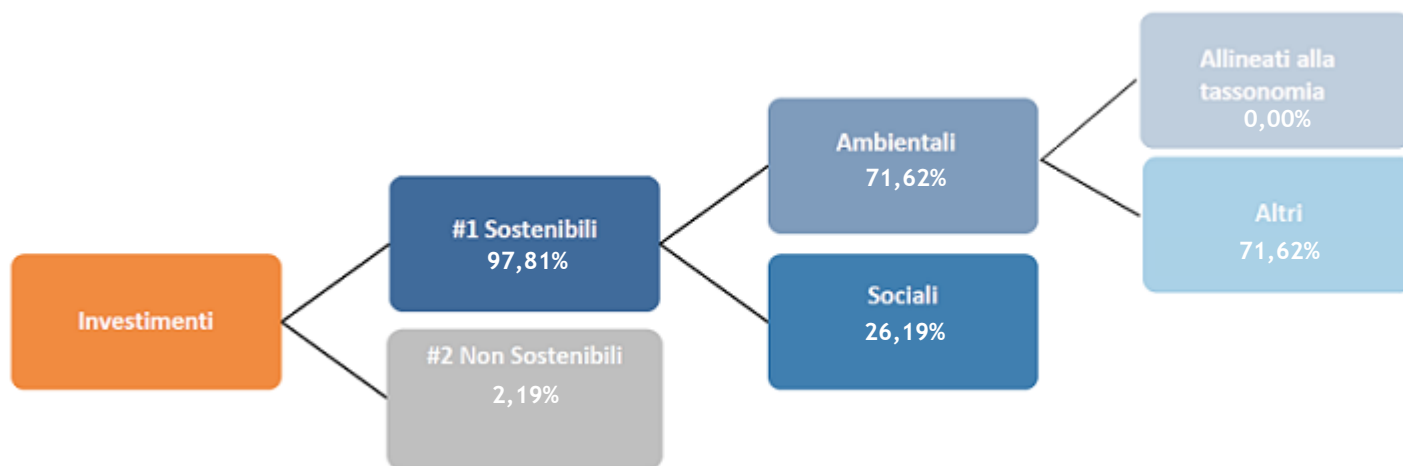 Investimenti
#1 Sostenibili
97,81%
#2 Non Sostenibili
2,19%
Ambientali
71,62%
Sociali
26,19%
Allineati alla
tassonomia
0,00%
Altri
71,62%